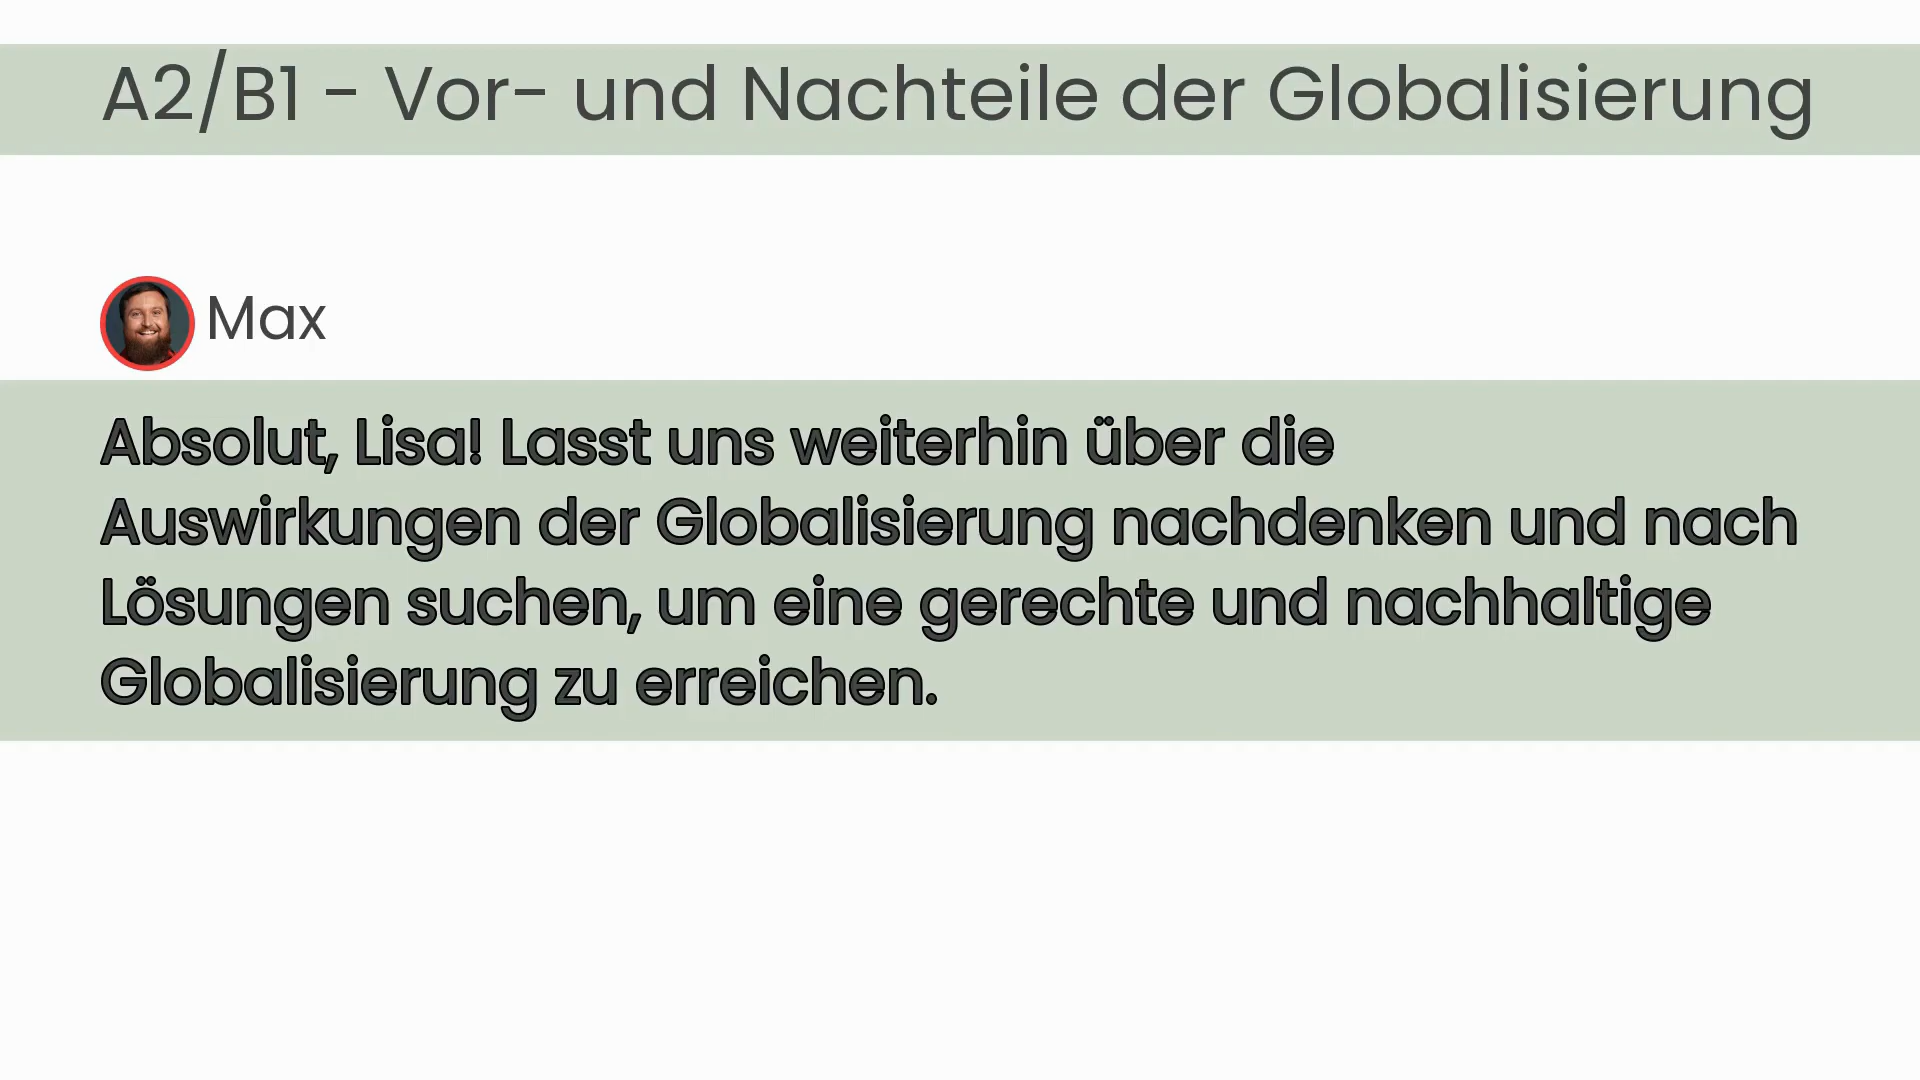 A2/B1 - Vor- und Nachteile der Globalisierung
Max
Absolut, Lisa! Lasst uns weiterhin über die
Auswirkungen der Globalisierung nachdenken und nach
Lösungen suchen, um eine gerechte und nachhaltige
Globalisierung zu erreichen.